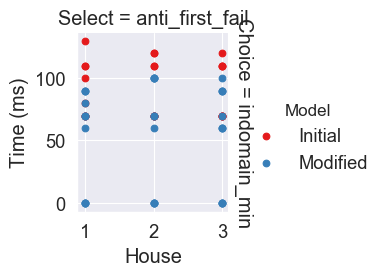 Select = anti_first_fail
Choice = indomain_min
Time (ms)
100
50
0
1 2 3
House
Model
Initial
Modified